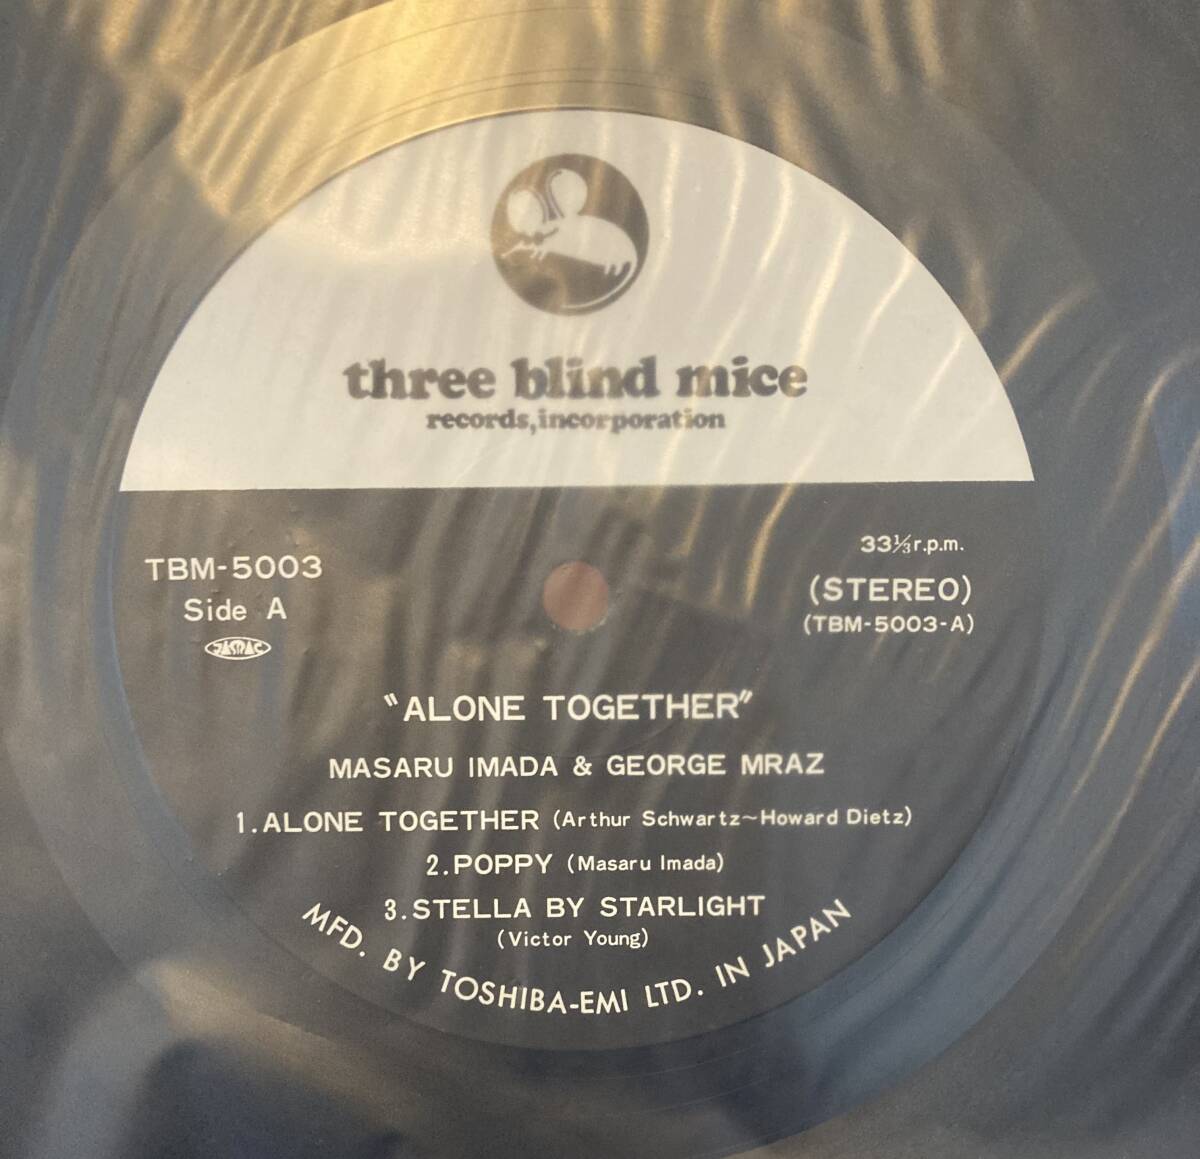 three blind mice
records, incorporation
TBM-5003
Side A
JASRAC
33⅓ r.p.m.
(STEREO)
(TBM-5003-A)
"ALONE TOGETHER"
MASARU IMADA & GEORGE MRAZ
1. ALONE TOGETHER (Arthur Schwartz~Howard Dietz)
2. POPPY (Masaru Imada)
3. STELLA BY STARLIGHT
(Victor Young)
MFD. BY TOSHIBA-EMI LTD. IN JAPAN